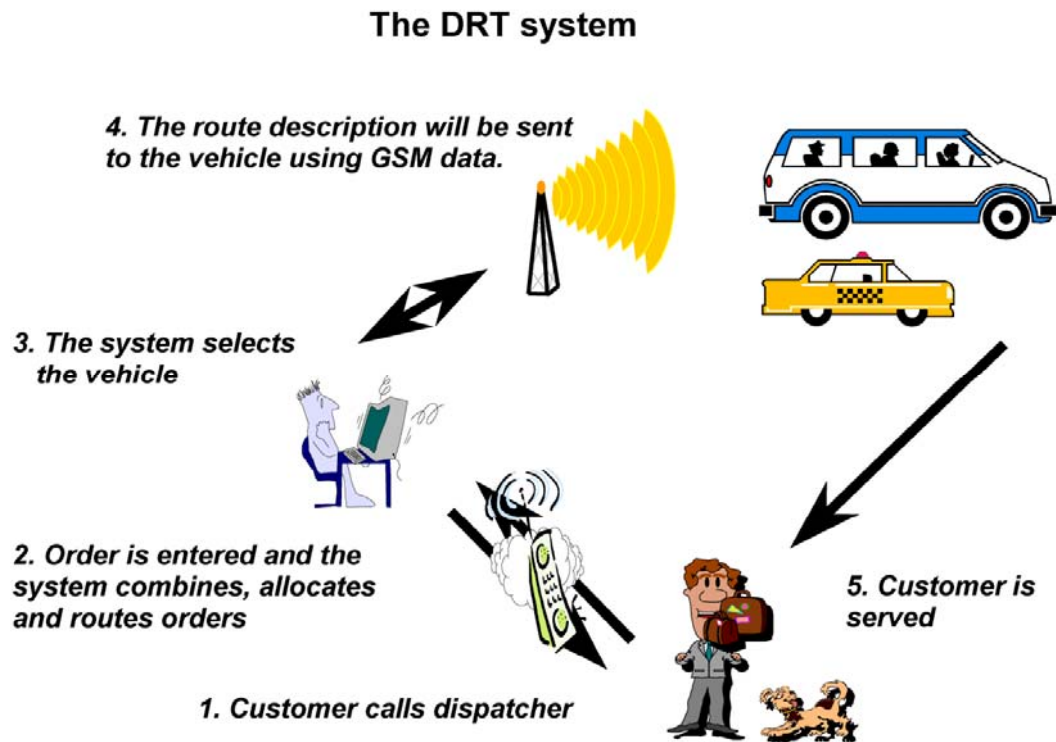 The DRT system
4. The route description will be sent
to the vehicle using GSM data.
3. The system selects
the vehicle
2. Order is entered and the
system combines, allocates
and routes orders
5. Customer is
served
1. Customer calls dispatcher